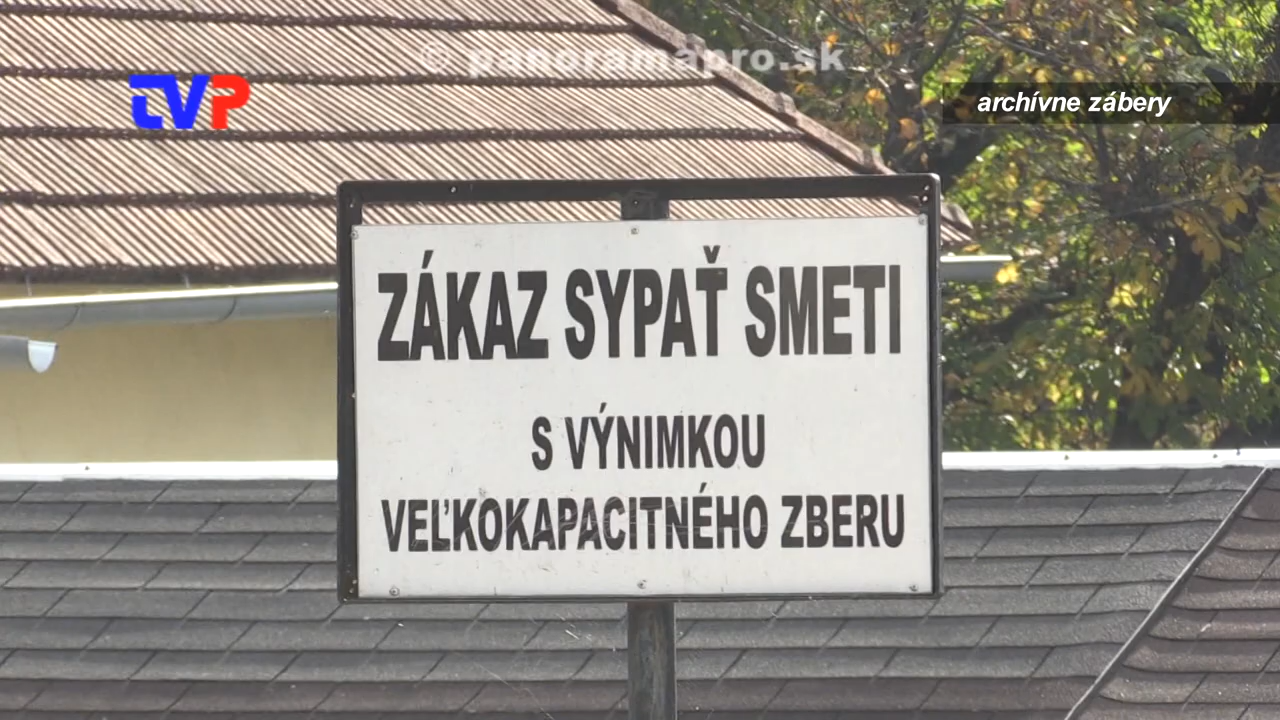 © panoramapro.sk
TVP
archívne zábery
ZÁKAZ SYPAŤ SMETI
S VÝNIMKOU
VEĽKOKAPACITNÉHO ZBERU